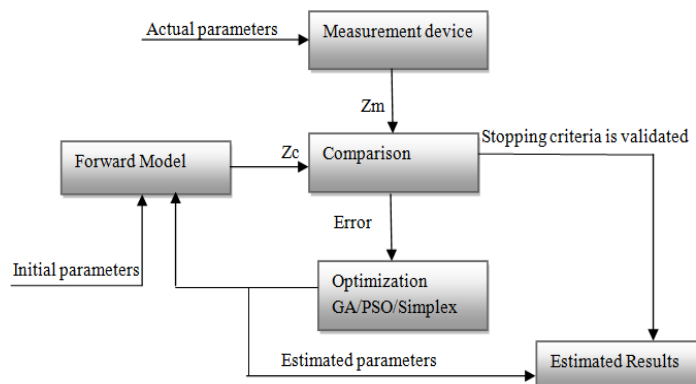 Actual parameters
Measurement device
Zm
Stopping criteria is validated
Zc
Forward Model
Comparison
Error
Initial parameters
Optimization
GA/PSO/Simplex
Estimated parameters
Estimated Results